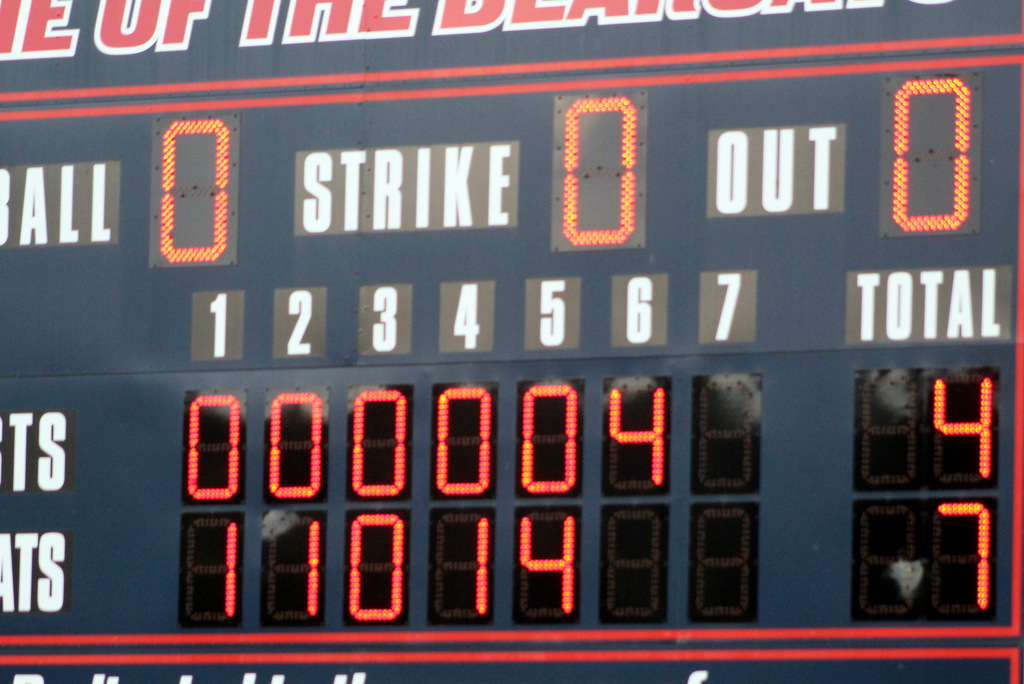 OF THE BEARCATS
BALL 0 STRIKE 0 OUT 0
1 2 3 4 5 6 7 TOTAL
STS 0 0 0 0 0 4 4
ATS 1 1 0 1 4 7